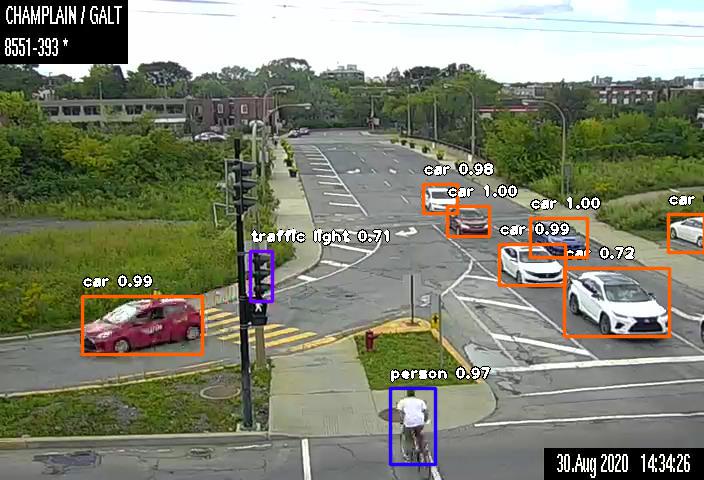 CHAMPLAIN / GALT
8551-393 *
car 0.98
car 1.00
car
car 1.00
car 0.99
traffic light 0.71
car 0.72
car 0.99
person 0.97
30.Aug 2020 14:34:26